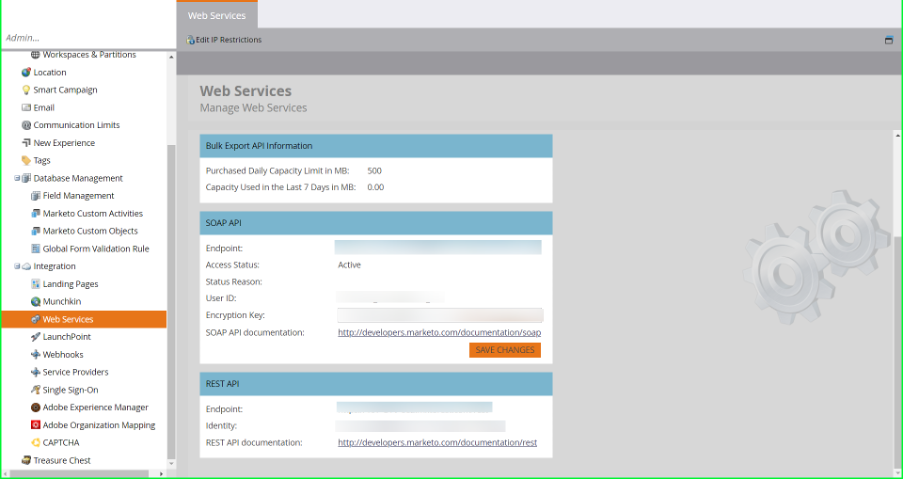 Web Services
Admin...
Edit IP Restrictions
Workspaces & Partitions
Location
Smart Campaign
Email
Communication Limits
New Experience
Tags
Database Management
Field Management
Marketo Custom Activities
Marketo Custom Objects
Global Form Validation Rule
Integration
Landing Pages
Munchkin
Web Services
LaunchPoint
Webhooks
Service Providers
Single Sign-On
Adobe Experience Manager
Adobe Organization Mapping
CAPTCHA
Treasure Chest
Web Services
Manage Web Services
Bulk Export API Information
Purchased Daily Capacity Limit in MB: 500
Capacity Used in the Last 7 Days in MB: 0.00
SOAP API
Endpoint:
Access Status: Active
Status Reason:
User ID:
Encryption Key:
SOAP API documentation: http://developers.marketo.com/documentation/soap
SAVE CHANGES
REST API
Endpoint:
Identity:
REST API documentation: http://developers.marketo.com/documentation/rest